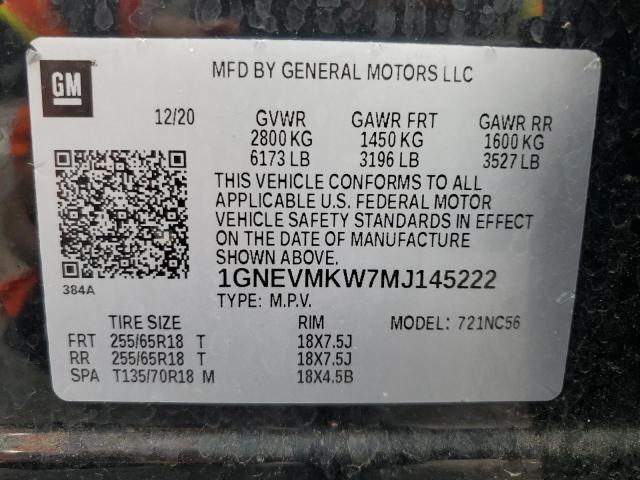 GM
MFD BY GENERAL MOTORS LLC
12/20 GVWR GAWR FRT GAWR RR
2800 KG 1450 KG 1600 KG
6173 LB 3196 LB 3527 LB
THIS VEHICLE CONFORMS TO ALL
APPLICABLE U.S. FEDERAL MOTOR
VEHICLE SAFETY STANDARDS IN EFFECT
ON THE DATE OF MANUFACTURE
SHOWN ABOVE.
384A
1GNEVMKW7MJ145222
TYPE: M.P.V.
TIRE SIZE RIM MODEL: 721NC56
FRT 255/65R18 T 18X7.5J
RR 255/65R18 T 18X7.5J
SPA T135/70R18 M 18X4.5B